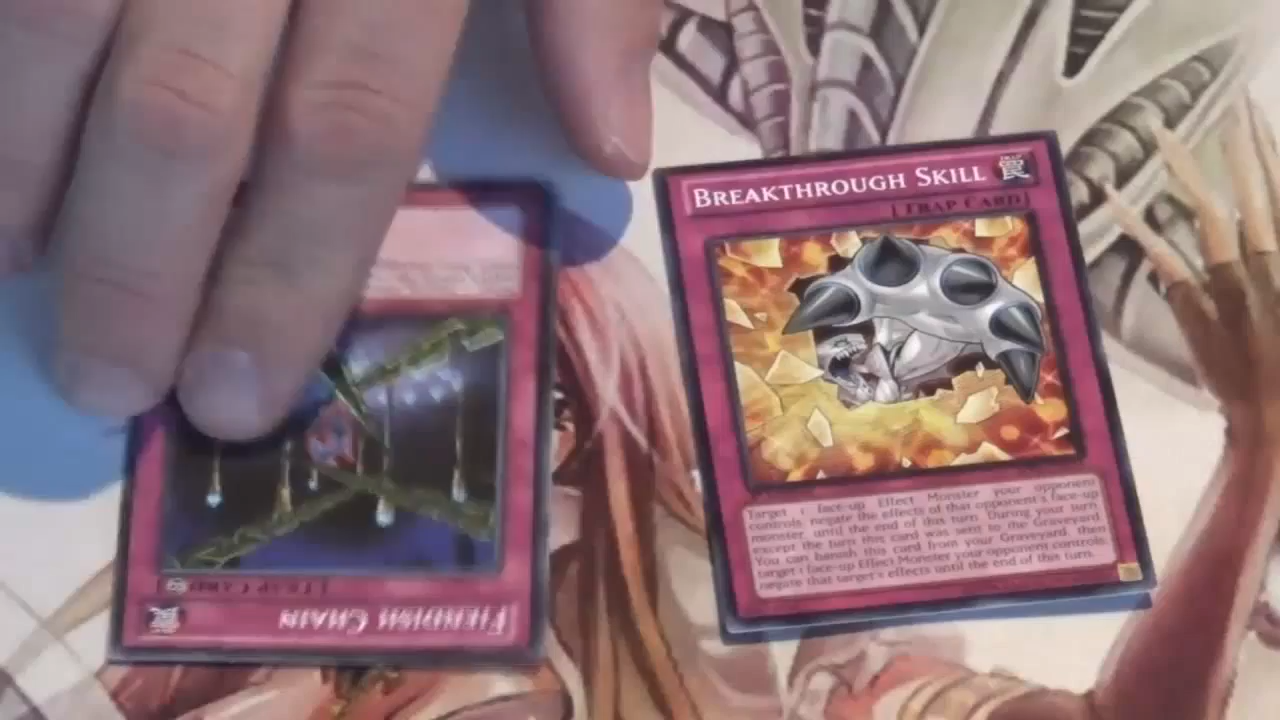 BREAKTHROUGH SKILL
TRAP
罠
[TRAP CARD]
Target 1 face-up Effect Monster your opponent
controls; negate the effects of that opponent's face-up
monster, until the end of this turn. During your turn,
except the turn this card was sent to the Graveyard: then
You can banish this card from your Graveyard, then
target 1 face-up Effect Monster your opponent controls;
negate that target's effects until the end of this turn.
[TRAP CARD
FIENDISH CHAIN